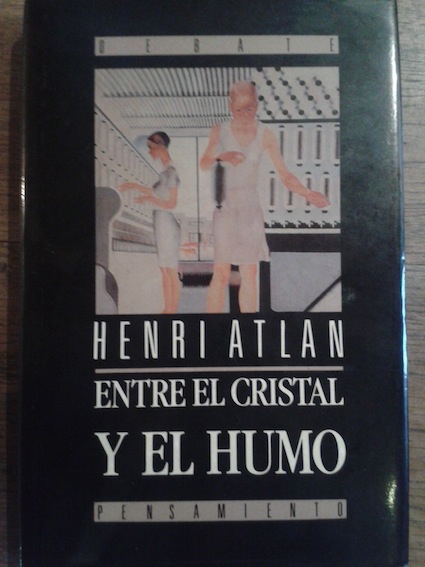 DEBATE
HENRI ATLAN
ENTRE EL CRISTAL
Y EL HUMO
PENSAMIENTO